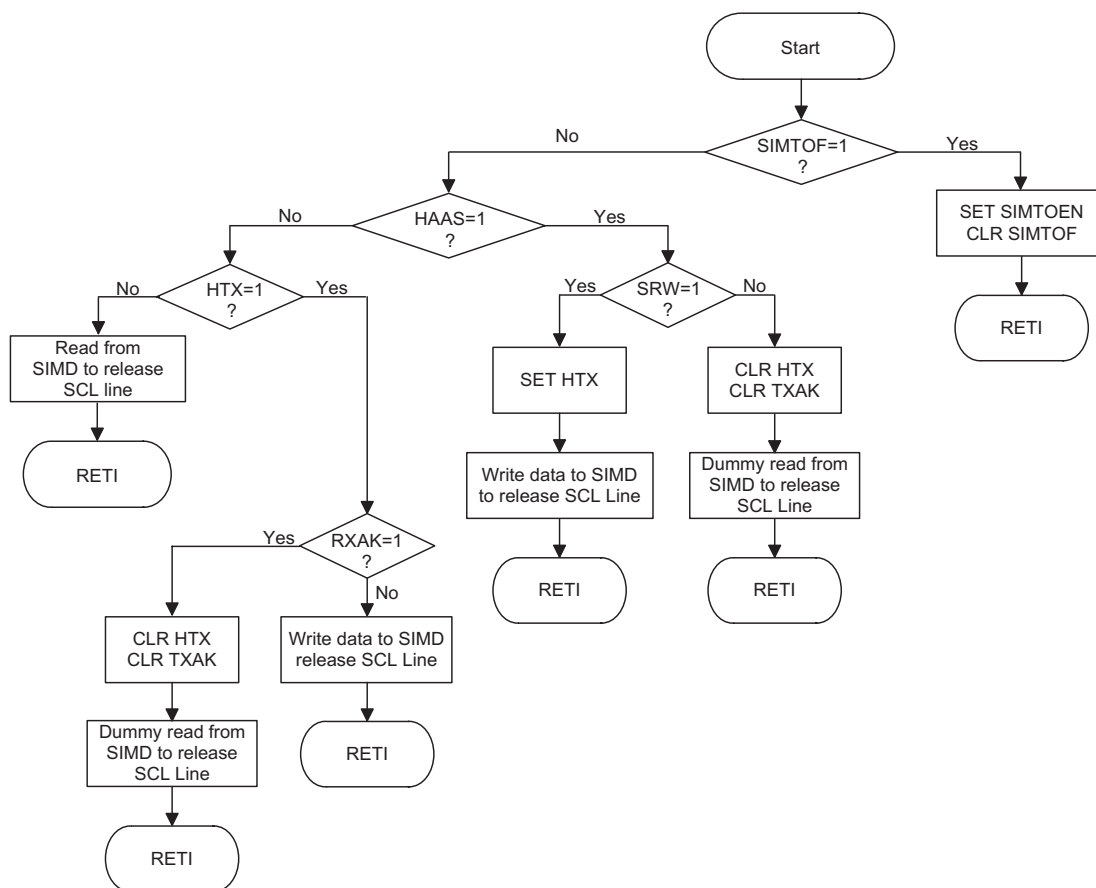 Start
SIMTOF=1
?
No
Yes
SET SIMTOEN
CLR SIMTOF
RETI
HAAS=1
?
No
Yes
HTX=1
?
No
Yes
SRW=1
?
Yes
No
Read from
SIMD to release
SCL line
RETI
SET HTX
CLR HTX
CLR TXAK
Write data to SIMD
to release SCL Line
Dummy read from
SIMD to release
SCL Line
RETI
RETI
RXAK=1
?
Yes
No
CLR HTX
CLR TXAK
Write data to SIMD
release SCL Line
Dummy read from
SIMD to release
SCL Line
RETI
RETI